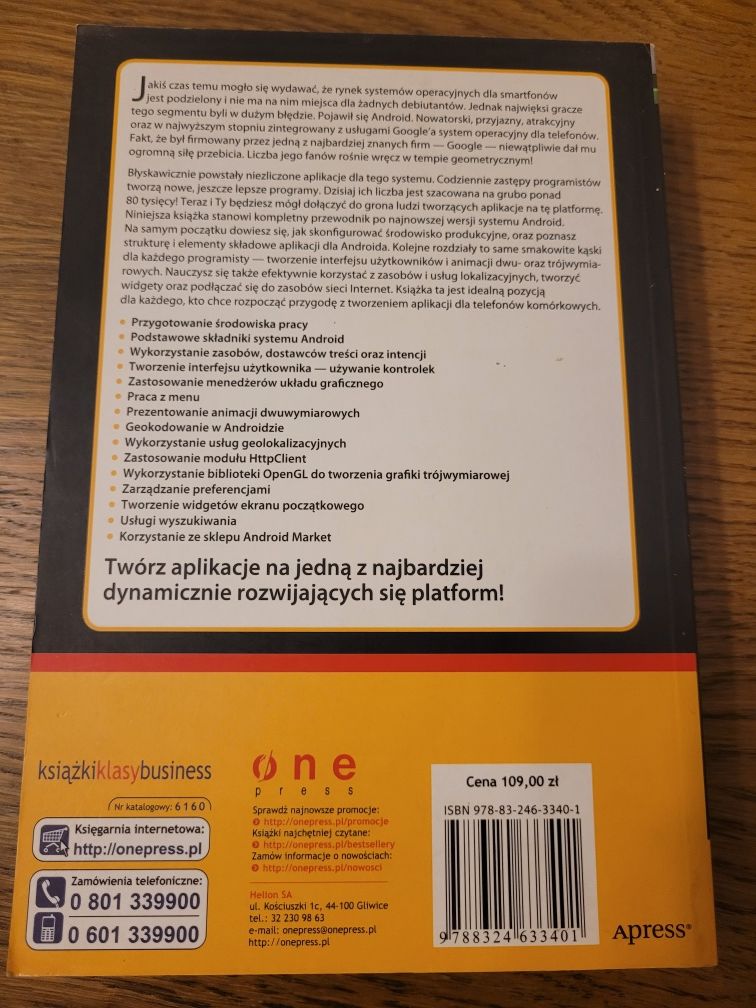 Jakiś czas temu mogło się wydawać, że rynek systemów operacyjnych dla smartfonów
jest podzielony i nie ma na nim miejsca dla żadnych debiutantów. Jednak najwięksi gracze
tego segmentu byli w dużym błędzie. Pojawił się Android. Nowatorski, przyjazny, atrakcyjny
oraz w najwyższym stopniu zintegrowany z usługami Google'a system operacyjny dla telefonów.
Fakt, że był firmowany przez jedną z najbardziej znanych firm — Google — niewątpliwie dał mu
ogromną siłę przebicia. Liczba jego fanów rośnie wręcz w tempie geometrycznym!
Błyskawicznie powstały niezliczone aplikacje dla tego systemu. Codziennie zastępy programistów
tworzą nowe, jeszcze lepsze programy. Dzisiaj ich liczba jest szacowana na grubo ponad
80 tysięcy! Teraz i Ty będziesz mógł dołączyć do grona ludzi tworzących aplikacje na tę platformę.
Niniejsza książka stanowi kompletny przewodnik po najnowszej wersji systemu Android.
Na samym początku dowiesz się, jak skonfigurować środowisko produkcyjne, oraz poznasz
strukturę i elementy składowe aplikacji dla Androida. Kolejne rozdziały to same smakowite kąski
dla każdego programisty — tworzenie interfejsu użytkowników i animacji dwu- oraz trójwymia-
rowych. Nauczysz się także efektywnie korzystać z zasobów i usług lokalizacyjnych, tworzyć
widgety oraz podłączać się do zasobów sieci Internet. Książka ta jest idealną pozycją
dla każdego, kto chce rozpocząć przygodę z tworzeniem aplikacji dla telefonów komórkowych.
• Przygotowanie środowiska pracy
• Podstawowe składniki systemu Android
• Wykorzystanie zasobów, dostawców treści oraz intencji
• Tworzenie interfejsu użytkownika — używanie kontrolek
• Zastosowanie menedżerów układu graficznego
• Praca z menu
• Prezentowanie animacji dwuwymiarowych
• Geokodowanie w Androidzie
• Wykorzystanie usług geolokalizacyjnych
• Zastosowanie modułu HttpClient
• Wykorzystanie biblioteki OpenGL do tworzenia grafiki trójwymiarowej
• Zarządzanie preferencjami
• Tworzenie widgetów ekranu początkowego
• Usługi wyszukiwania
• Korzystanie ze sklepu Android Market
Twórz aplikacje na jedną z najbardziej
dynamicznie rozwijających się platform!
książkiklasybusiness
Nr katalogowy: 6160
Księgarnia internetowa:
http://onepress.pl
Zamówienia telefoniczne:
0 801 339900
0 601 339900
one
press
Sprawdź najnowsze promocje:
http://onepress.pl/promocje
Książki najchętniej czytane:
http://onepress.pl/bestsellery
Zamów informacje o nowościach:
http://onepress.pl/nowosci
Helion SA
ul. Kościuszki 1c, 44-100 Gliwice
tel.: 32 230 98 63
e-mail: onepress@onepress.pl
http://onepress.pl
Cena 109,00 zł
ISBN 978-83-246-3340-1
9 788324 633401
Apress®